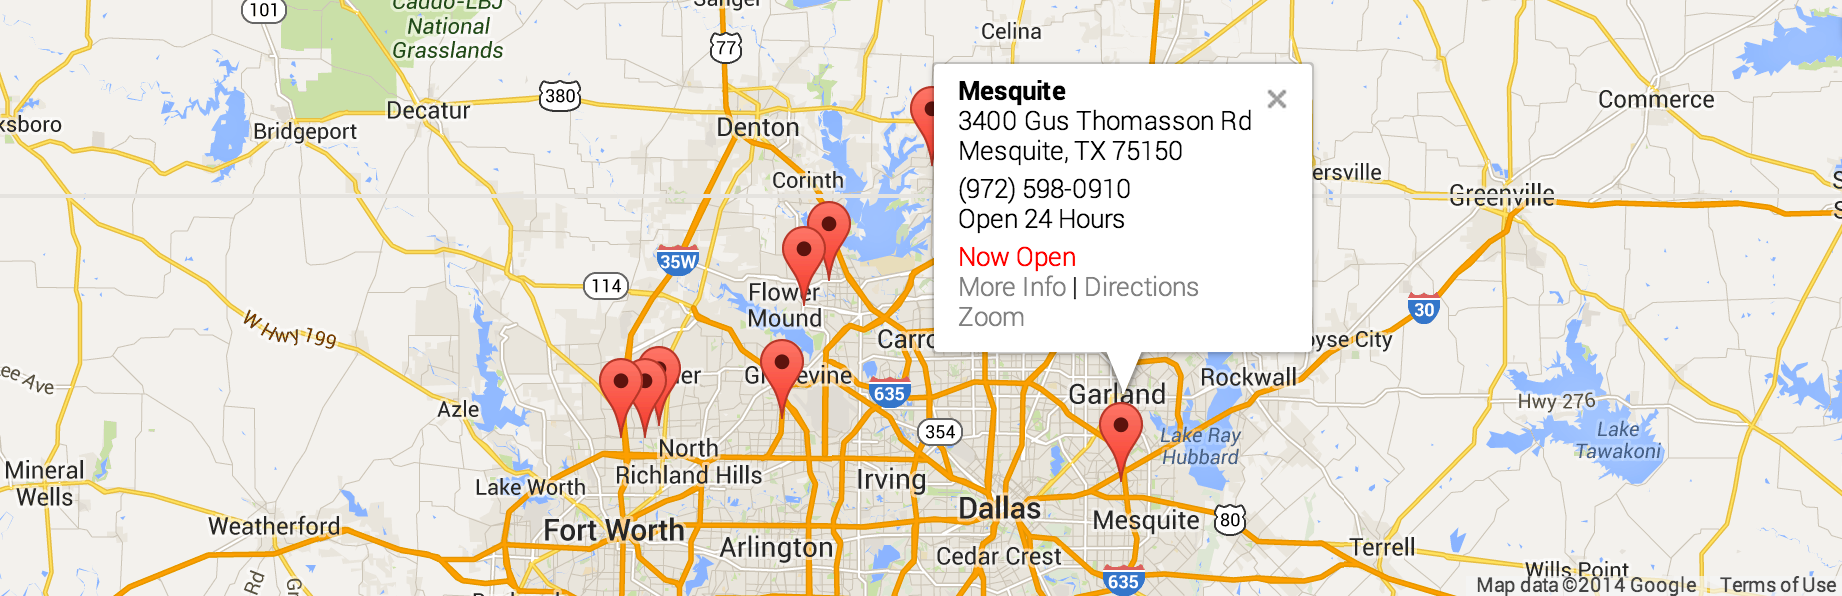 101
Caddo-LBJ
National
Grasslands
Sanger
77
Celina
380
Decatur
Bridgeport
Denton
Commerce
Corinth
Greenville
35W
114
Flower
Mound
W Hwy 199
30
Mesquite
3400 Gus Thomasson Rd
Mesquite, TX 75150
(972) 598-0910
Open 24 Hours
Now Open
More Info | Directions
Zoom
Azle
635
Garland
Rockwall
Hwy 276
354
Lake Ray
Hubbard
Lake
Tawakoni
North
Richland Hills
Mineral
Wells
Lake Worth
Irving
Dallas
Weatherford
Fort Worth
Arlington
Mesquite
80
Cedar Crest
Terrell
Wills Point
Rd
635
Map data ©2014 Google
Terms of Use